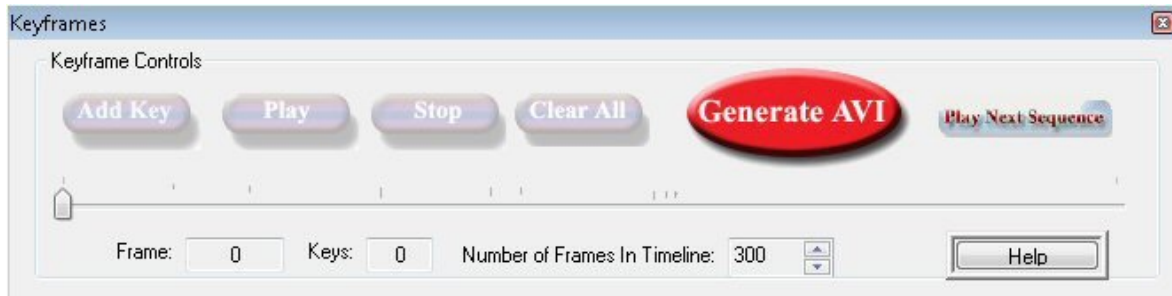 Keyframes
Keyframe Controls
Add Key Play Stop Clear All Generate AVI Play Next Sequence
Frame: 0 Keys: 0 Number of Frames In Timeline: 300 Help